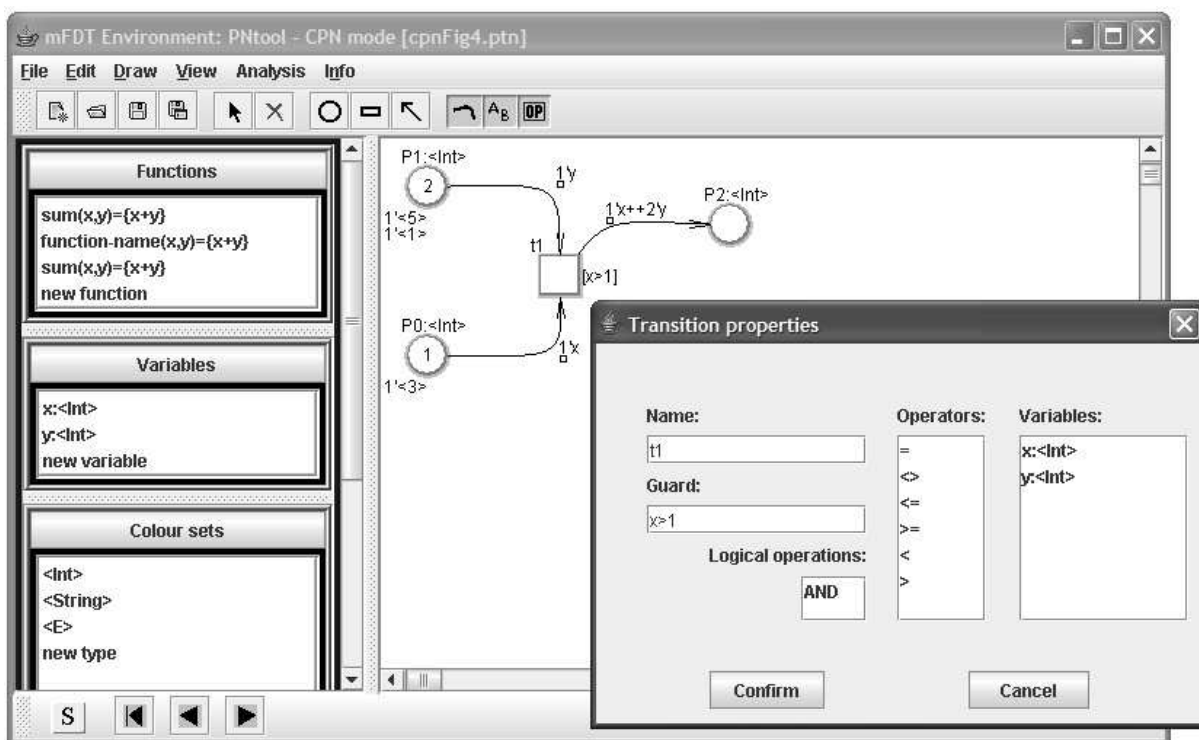 mFDT Environment: PNtool - CPN mode [cpnFig4.ptn]
File Edit Draw View Analysis Info
A B OP
Functions
sum(x,y)={x+y}
function-name(x,y)={x+y}
sum(x,y)={x+y}
new function
Variables
x:<Int>
y:<Int>
new variable
Colour sets
<Int>
<String>
<E>
new type
P1:<Int>
2
1'<5>
1'<1>
1'y
1'x++2'y
P2:<Int>
t1
[x>1]
P0:<Int>
1
1'<3>
1'x
Transition properties
Name:
t1
Guard:
x>1
Logical operations:
AND
Operators:
=
<>
<=
>=
<
>
Variables:
x:<Int>
y:<Int>
Confirm
Cancel
S